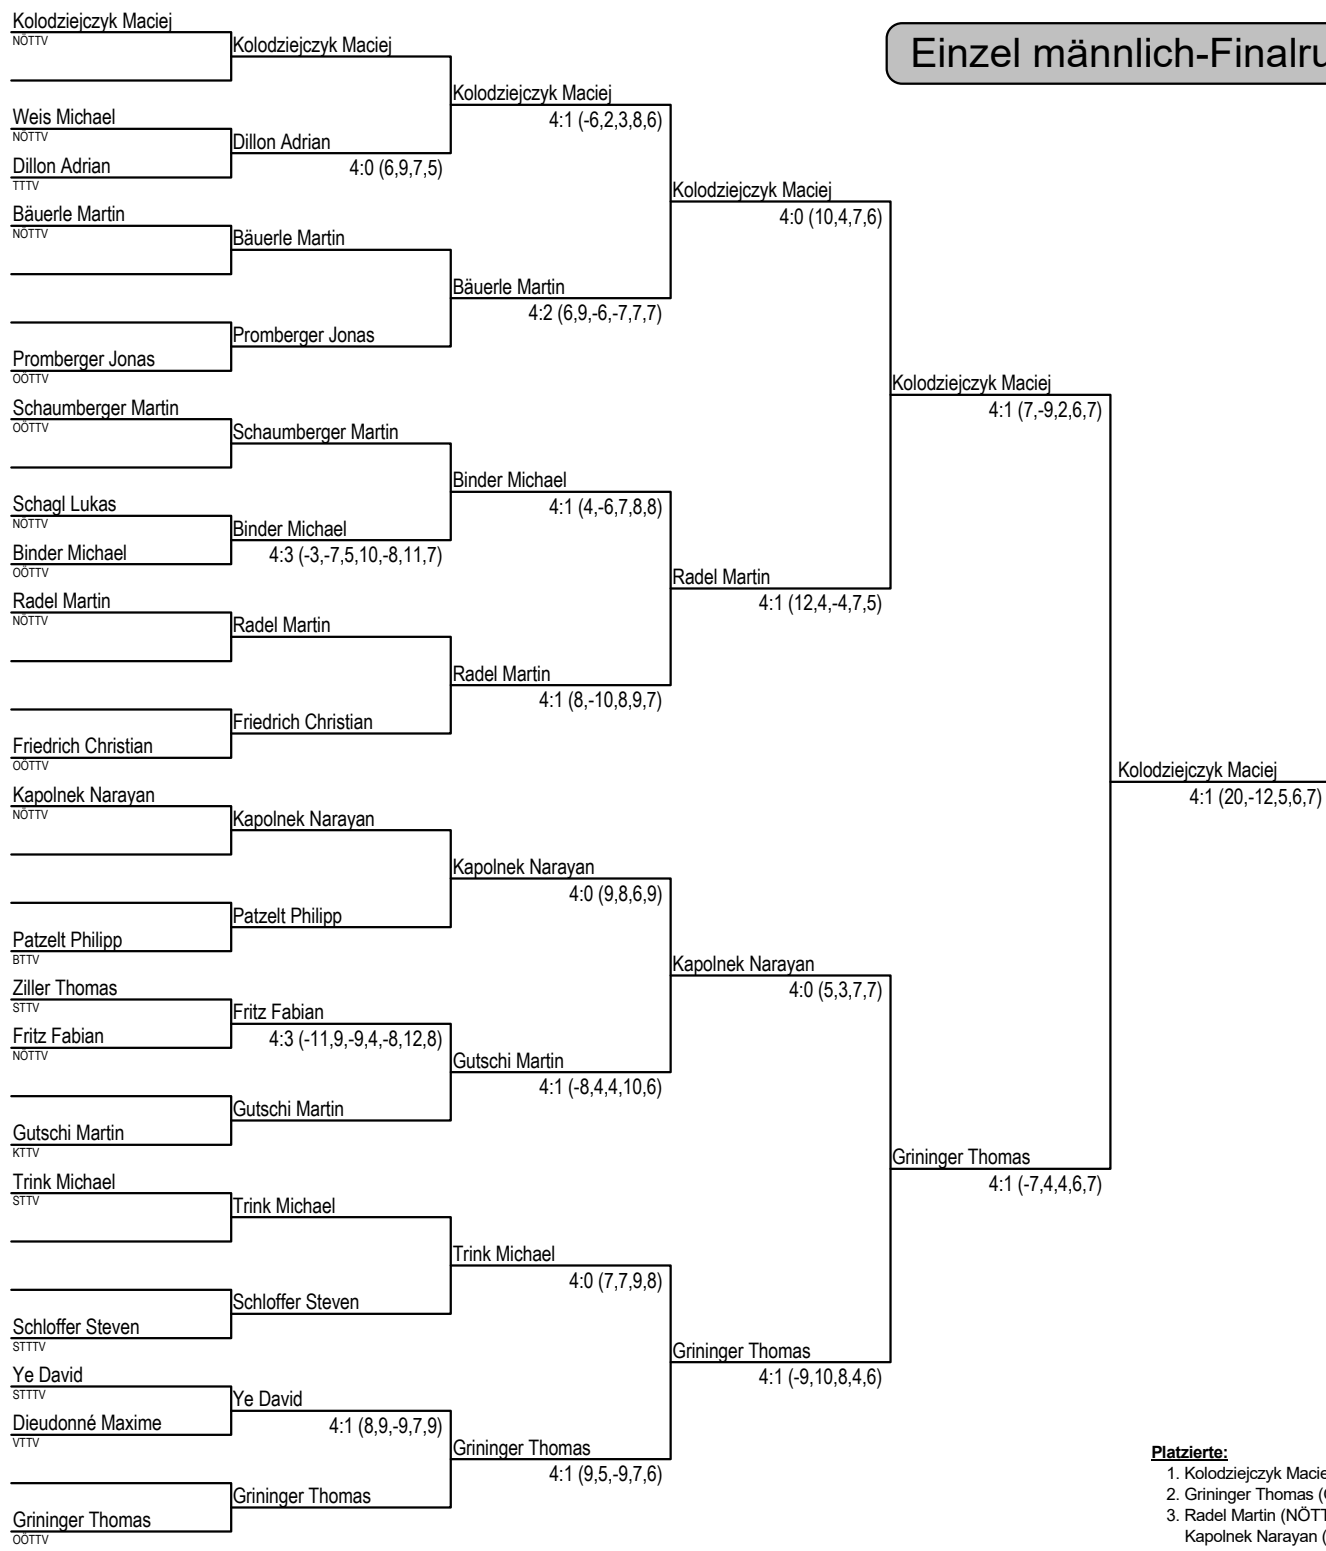 Einzel männlich-Finalru
Kolodziejczyk Maciej
NÖTTV
Weis Michael
NÖTTV
Dillon Adrian
TTTV
Bäuerle Martin
NÖTTV
Promberger Jonas
OÖTTV
Schaumberger Martin
OÖTTV
Schagl Lukas
NÖTTV
Binder Michael
OÖTTV
Radel Martin
NÖTTV
Friedrich Christian
OÖTTV
Kapolnek Narayan
NÖTTV
Patzelt Philipp
BTTV
Ziller Thomas
STTV
Fritz Fabian
NÖTTV
Gutschi Martin
KTTV
Trink Michael
STTV
Schloffer Steven
STTTV
Ye David
STTTV
Dieudonné Maxime
VTTV
Grininger Thomas
OÖTTV
Kolodziejczyk Maciej
Dillon Adrian
4:0 (6,9,7,5)
Bäuerle Martin
Promberger Jonas
Schaumberger Martin
Binder Michael
4:3 (-3,-7,5,10,-8,11,7)
Radel Martin
Friedrich Christian
Kapolnek Narayan
Patzelt Philipp
Fritz Fabian
4:3 (-11,9,-9,4,-8,12,8)
Gutschi Martin
Trink Michael
Schloffer Steven
Ye David
4:1 (8,9,-9,7,9)
Grininger Thomas
Kolodziejczyk Maciej
4:1 (-6,2,3,8,6)
Bäuerle Martin
4:2 (6,9,-6,-7,7,7)
Binder Michael
4:1 (4,-6,7,8,8)
Radel Martin
4:1 (8,-10,8,9,7)
Kapolnek Narayan
4:0 (9,8,6,9)
Gutschi Martin
4:1 (-8,4,4,10,6)
Trink Michael
4:0 (7,7,9,8)
Grininger Thomas
4:1 (9,5,-9,7,6)
Kolodziejczyk Maciej
4:0 (10,4,7,6)
Radel Martin
4:1 (12,4,-4,7,5)
Kapolnek Narayan
4:0 (5,3,7,7)
Grininger Thomas
4:1 (-9,10,8,4,6)
Kolodziejczyk Maciej
4:1 (7,-9,2,6,7)
Grininger Thomas
4:1 (-7,4,4,6,7)
Kolodziejczyk Maciej
4:1 (20,-12,5,6,7)
Platzierte:
1. Kolodziejczyk Macie
2. Grininger Thomas (
3. Radel Martin (NÖTT
Kapolnek Narayan (